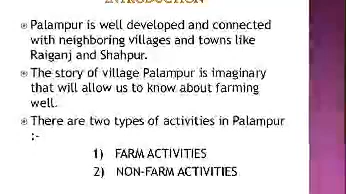 INTRODUCTION
Palampur is well developed and connected
with neighboring villages and towns like
Raiganj and Shahpur.
The story of village Palampur is imaginary
that will allow us to know about farming
well.
There are two types of activities in Palampur
:-
1) FARM ACTIVITIES
2) NON-FARM ACTIVITIES